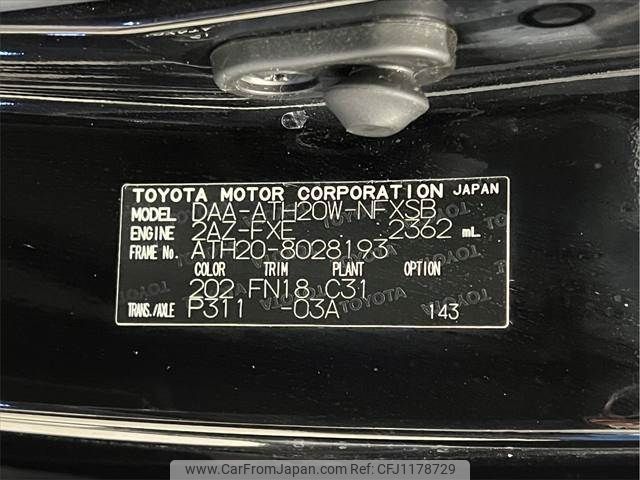 TOYOTA MOTOR CORPORATION JAPAN
MODEL DAA-ATH20W-NFXSB
ENGINE 2AZ-FXE 2362 mL
FRAME No. ATH20-8028193
COLOR TRIM PLANT OPTION
202 FN18 C31
TRANS./AXLE P311 -03A 143
www.CarFromJapan.com CFJ1178729